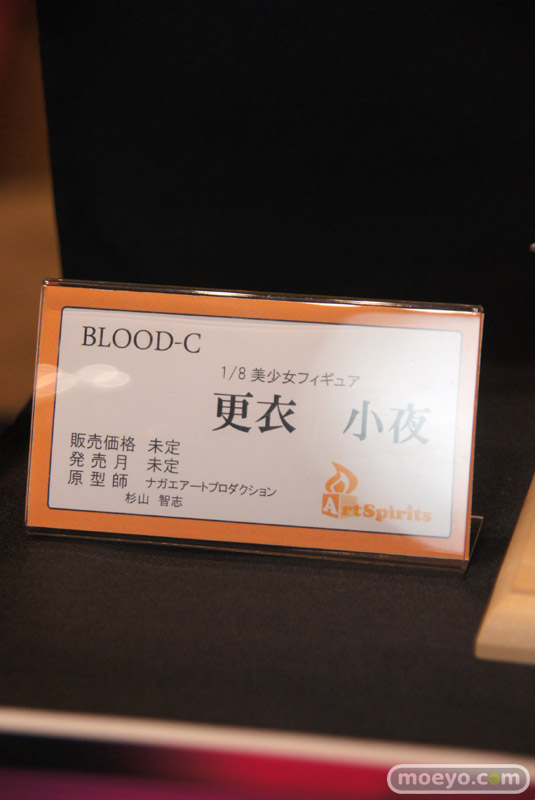 BLOOD-C
1/8 美少女フィギュア
更衣　小夜
販売価格　未定
発売月　未定
原型師　ナガエアートプロダクション
杉山　智志
ArtSpirits
moeyo.com